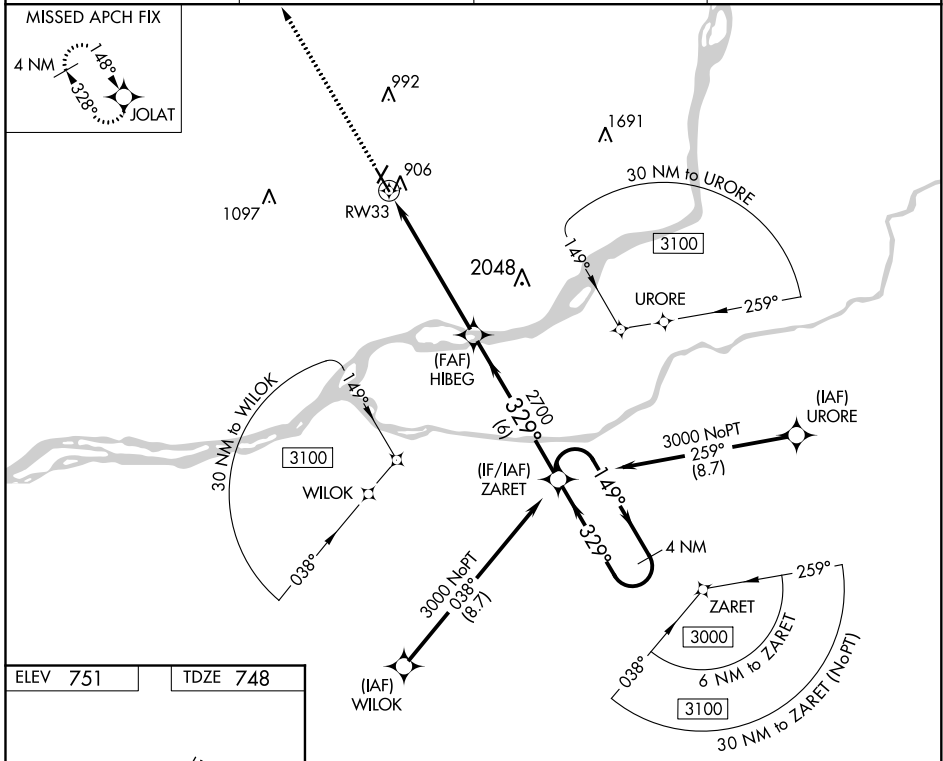 MISSED APCH FIX
4 NM
148°
328°
JOLAT
992
1691
906
RW33
1097
30 NM to URORE
3100
149°
URORE
259°
2048
(FAF)
HIBEG
2700
329°
(6)
30 NM to WILOK
149°
3100
WILOK
038°
(IAF)
URORE
3000 NoPT
259°
(8.7)
(IF/IAF)
ZARET
149°
329°
4 NM
3000 NoPT
038°
(8.7)
(IAF)
WILOK
259°
ZARET
3000
038°
6 NM to ZARET
3100
30 NM to ZARET (NoPT)
ELEV 751
TDZE 748